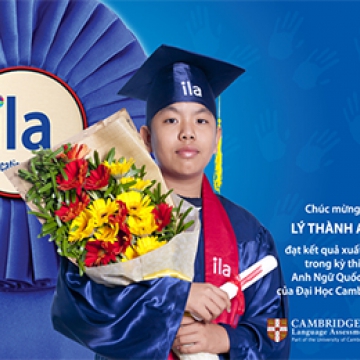 ila
ila
ila
Chúc mừng
LÝ THÀNH
đạt kết quả xuất
trong kỳ thi
Anh Ngữ Quốc
của Đại Học Camb
CAMBRIDGE
Language Assessm
Part of the University of Cam